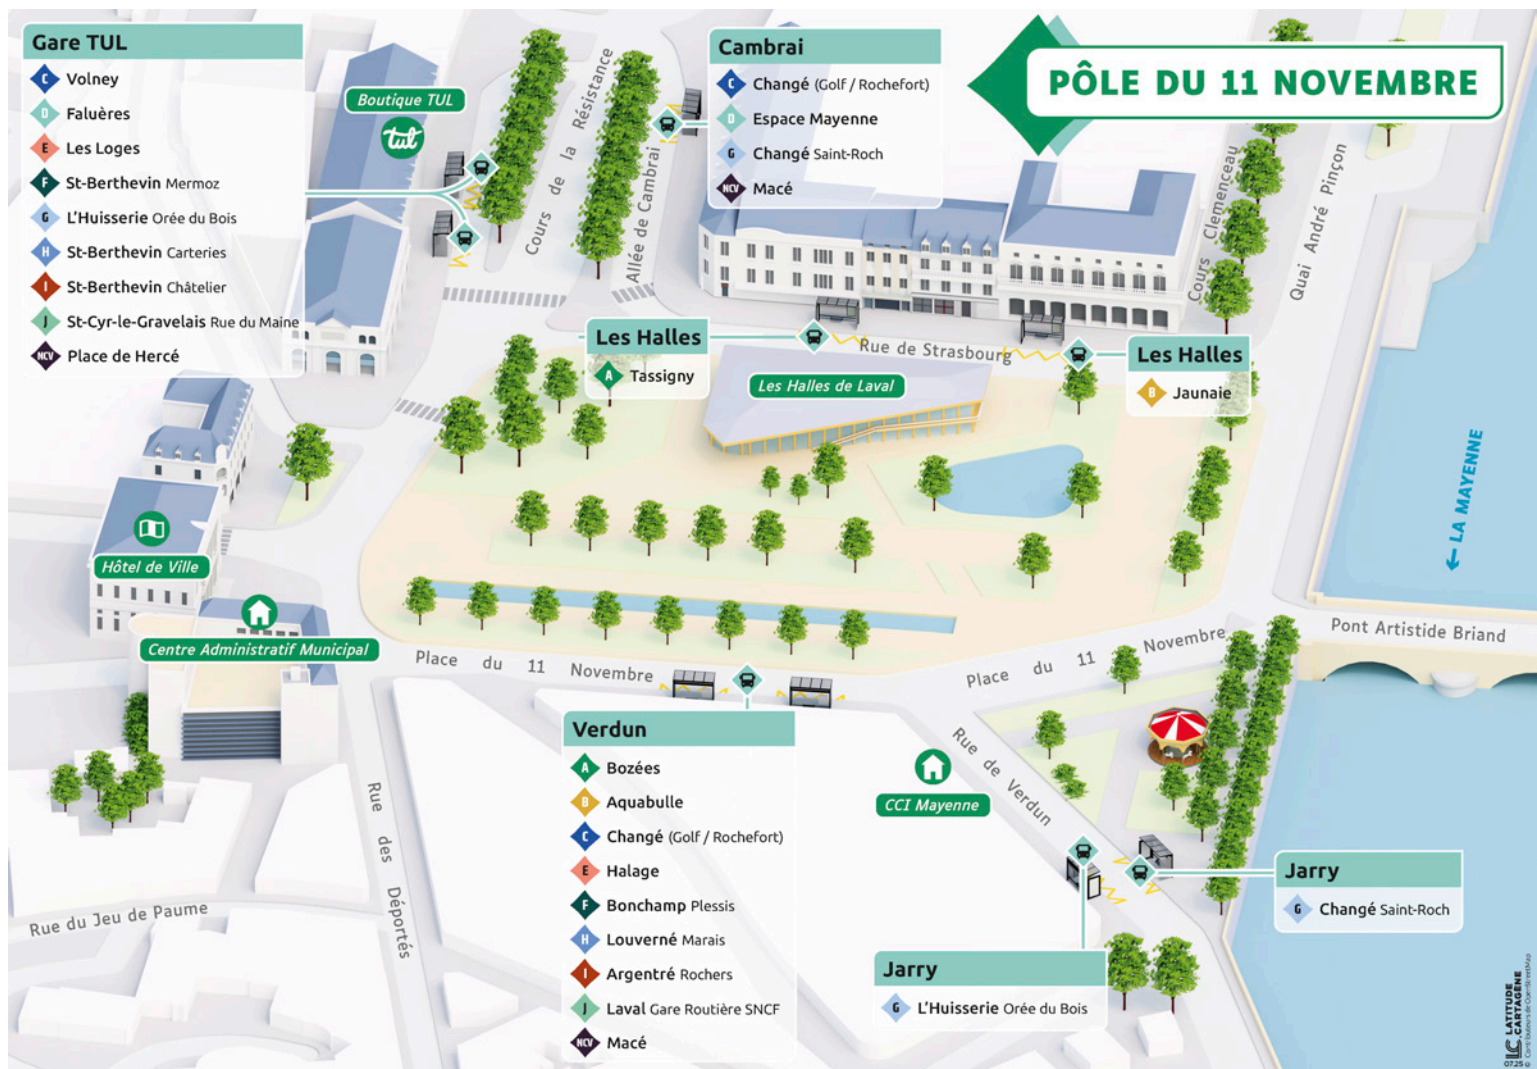 PÔLE DU 11 NOVEMBRE
Gare TUL
C Volney
D Faluères
E Les Loges
F St-Berthevin Mermoz
G L'Huisserie Orée du Bois
H St-Berthevin Carteries
I St-Berthevin Châtelier
J St-Cyr-le-Gravelais Rue du Maine
NCV Place de Hercé
Boutique TUL
tul
Cours de la Résistance
Allée de Cambrai
Cambrai
C Changé (Golf / Rochefort)
D Espace Mayenne
G Changé Saint-Roch
NCV Macé
Cours Clemenceau
Quai André Pinçon
Les Halles
A Tassigny
Rue de Strasbourg
Les Halles
B Jaunaie
Les Halles de Laval
← LA MAYENNE
Hôtel de Ville
Centre Administratif Municipal
Place du 11 Novembre
Place du 11 Novembre
Pont Artistide Briand
Rue de Verdun
Verdun
A Bozées
B Aquabulle
C Changé (Golf / Rochefort)
E Halage
F Bonchamp Plessis
H Louverné Marais
I Argentré Rochers
J Laval Gare Routière SNCF
NCV Macé
CCI Mayenne
Rue des Déportés
Rue du Jeu de Paume
Jarry
G Changé Saint-Roch
Jarry
G L'Huisserie Orée du Bois
LC LATITUDE
CARTAGÈNE
07.25 © Contributeurs de OpenStreetMap